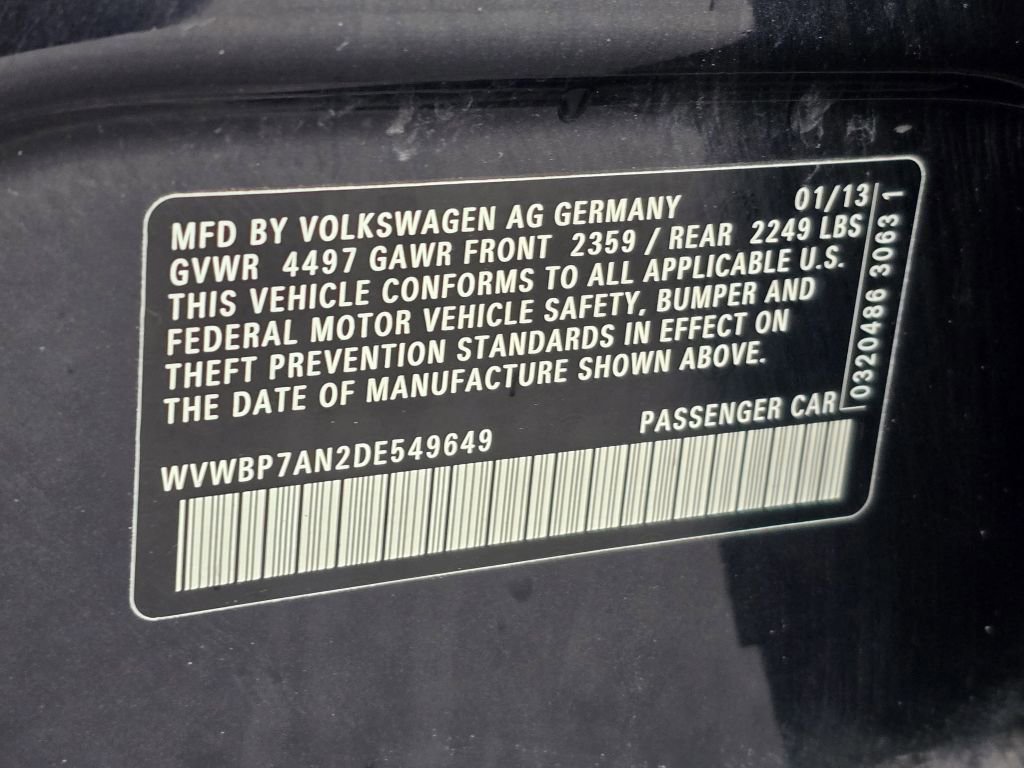 MFD BY VOLKSWAGEN AG GERMANY 01/13
GVWR 4497 GAWR FRONT 2359 / REAR 2249 LBS
THIS VEHICLE CONFORMS TO ALL APPLICABLE U.S.
FEDERAL MOTOR VEHICLE SAFETY, BUMPER AND
THEFT PREVENTION STANDARDS IN EFFECT ON
THE DATE OF MANUFACTURE SHOWN ABOVE.
PASSENGER CAR
WVWBP7AN2DE549649
0320486 3063 1